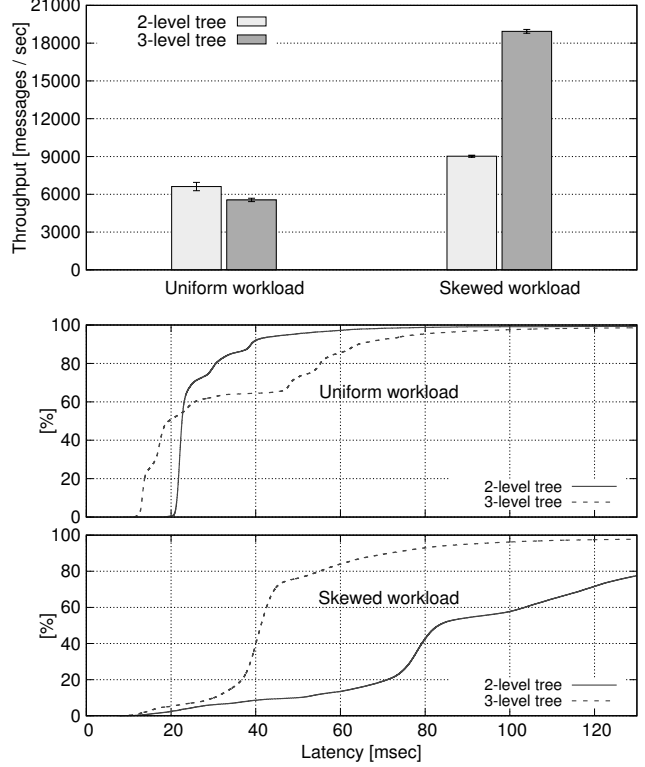 21000
18000
15000
12000
9000
6000
3000
0
Throughput [messages / sec]
2-level tree
3-level tree
Uniform workload Skewed workload
100
80
60
40
20
0
[%]
Uniform workload
2-level tree
3-level tree
100
80
60
40
20
0
[%]
Skewed workload
2-level tree
3-level tree
0 20 40 60 80 100 120
Latency [msec]